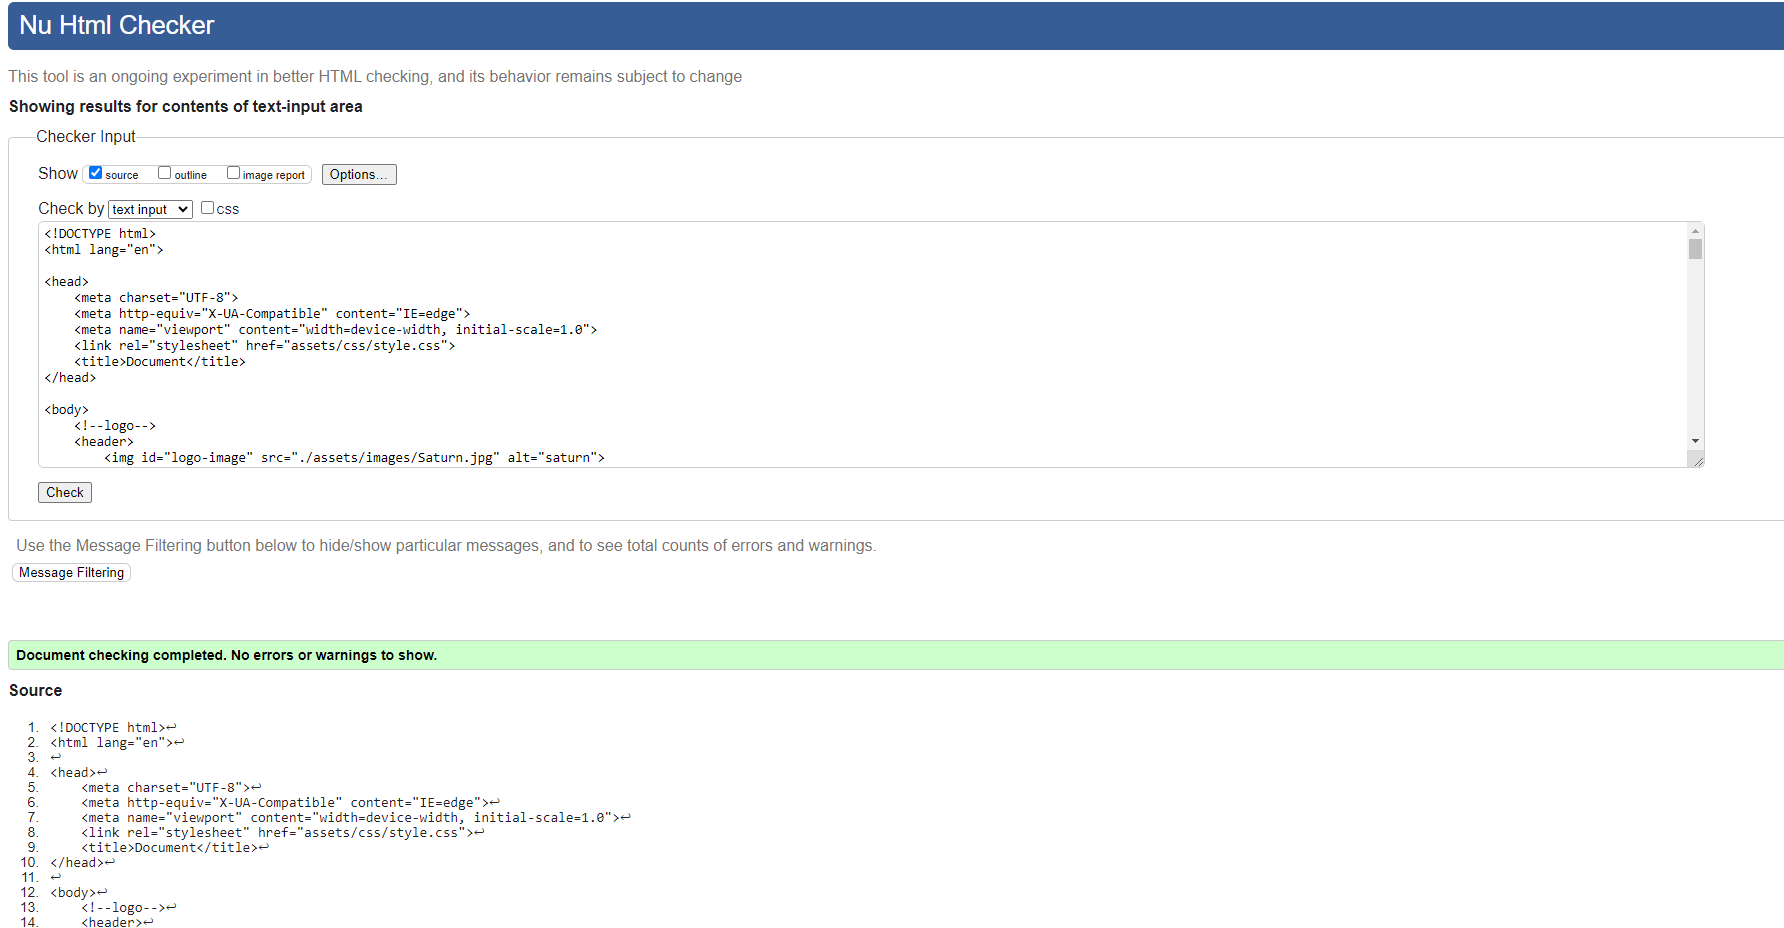 Nu Html Checker
This tool is an ongoing experiment in better HTML checking, and its behavior remains subject to change
Showing results for contents of text-input area
Checker Input
Show source outline image report Options...
Check by text input css
<!DOCTYPE html>
<html lang="en">
<head>
    <meta charset="UTF-8">
    <meta http-equiv="X-UA-Compatible" content="IE=edge">
    <meta name="viewport" content="width=device-width, initial-scale=1.0">
    <link rel="stylesheet" href="assets/css/style.css">
    <title>Document</title>
</head>
<body>
    <!--logo-->
    <header>
        <img id="logo-image" src="./assets/images/Saturn.jpg" alt="saturn">
Check
Use the Message Filtering button below to hide/show particular messages, and to see total counts of errors and warnings.
Message Filtering
Document checking completed. No errors or warnings to show.
Source
1. <!DOCTYPE html>↩
2. <html lang="en">↩
3. ↩
4. <head>↩
5.     <meta charset="UTF-8">↩
6.     <meta http-equiv="X-UA-Compatible" content="IE=edge">↩
7.     <meta name="viewport" content="width=device-width, initial-scale=1.0">↩
8.     <link rel="stylesheet" href="assets/css/style.css">↩
9.     <title>Document</title>↩
10. </head>↩
11. ↩
12. <body>↩
13.     <!--logo-->↩
14.     <header>↩